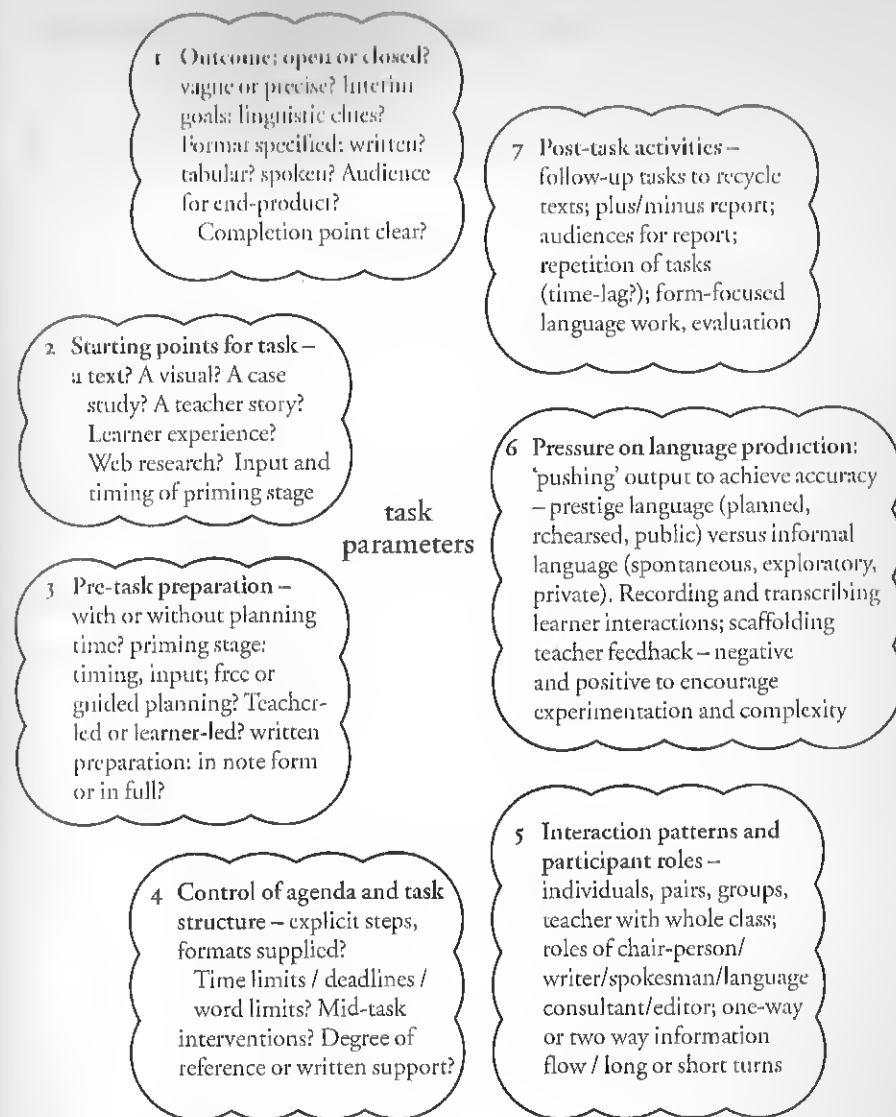 1 Outcome: open or closed?
vague or precise? Interim
goals: linguistic clues?
Format specified: written?
tabular? spoken? Audience
for end-product?
Completion point clear?
2 Starting points for task –
a text? A visual? A case
study? A teacher story?
Learner experience?
Web research? Input and
timing of priming stage
3 Pre-task preparation –
with or without planning
time? priming stage:
timing, input; free or
guided planning? Teacher-
led or learner-led? written
preparation: in note form
or in full?
4 Control of agenda and task
structure – explicit steps,
formats supplied?
Time limits / deadlines /
word limits? Mid-task
interventions? Degree of
reference or written support?
task
parameters
7 Post-task activities –
follow-up tasks to recycle
texts; plus/minus report;
audiences for report;
repetition of tasks
(time-lag?); form-focused
language work, evaluation
6 Pressure on language production:
'pushing' output to achieve accuracy
– prestige language (planned,
rehearsed, public) versus informal
language (spontaneous, exploratory,
private). Recording and transcribing
learner interactions; scaffolding
teacher feedback – negative
and positive to encourage
experimentation and complexity
5 Interaction patterns and
participant roles –
individuals, pairs, groups,
teacher with whole class;
roles of chair-person/
writer/spokesman/language
consultant/editor; one-way
or two way information
flow / long or short turns